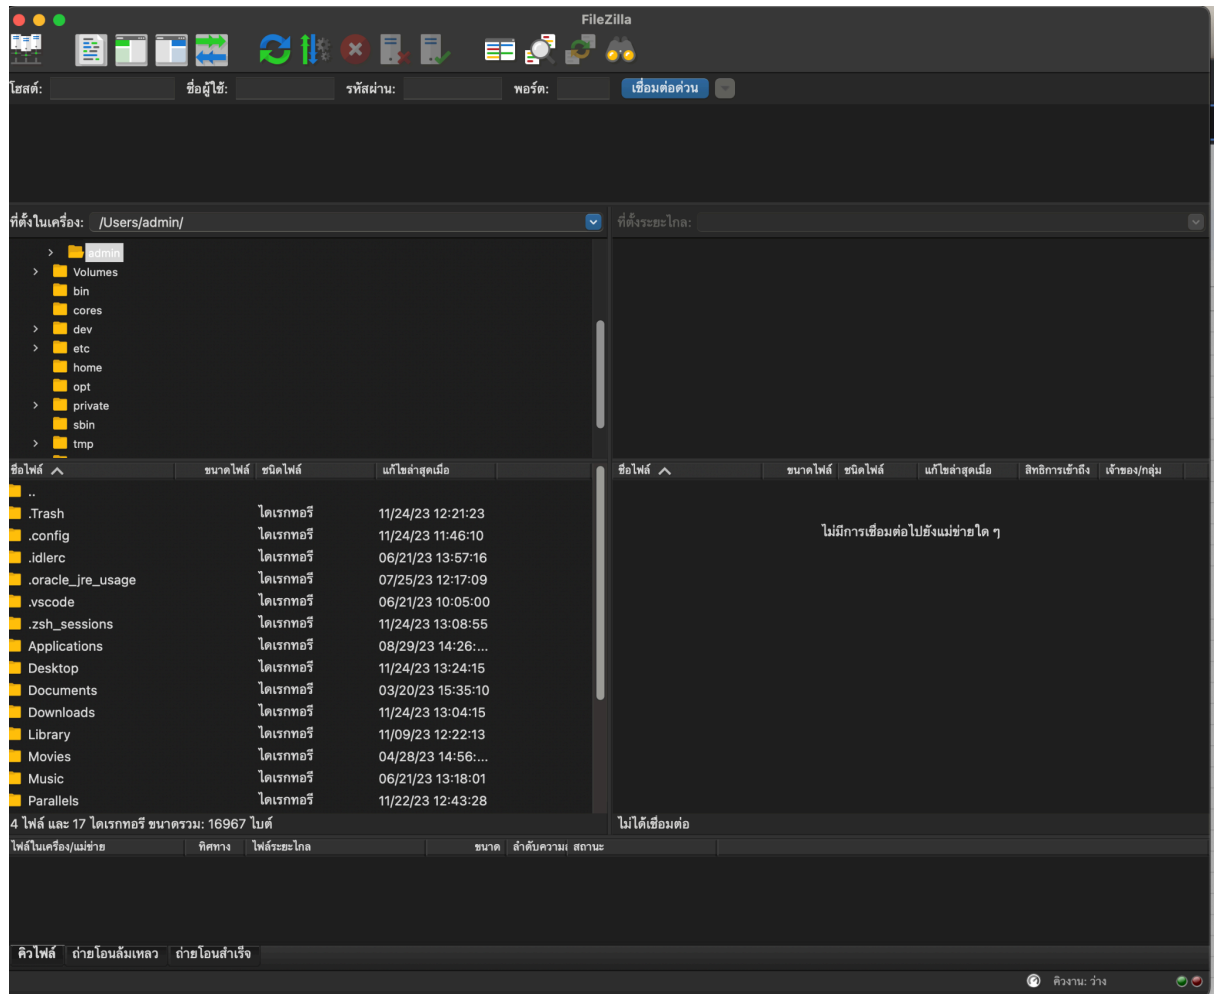 FileZilla
โฮสต์: ชื่อผู้ใช้: รหัสผ่าน: พอร์ต: เชื่อมต่อด่วน
ที่ตั้งในเครื่อง: /Users/admin/
admin
Volumes
bin
cores
dev
etc
home
opt
private
sbin
tmp
ชื่อไฟล์ ขนาดไฟล์ ชนิดไฟล์ แก้ไขล่าสุดเมื่อ
..
.Trash ไดเรกทอรี 11/24/23 12:21:23
.config ไดเรกทอรี 11/24/23 11:46:10
.idlerc ไดเรกทอรี 06/21/23 13:57:16
.oracle_jre_usage ไดเรกทอรี 07/25/23 12:17:09
.vscode ไดเรกทอรี 06/21/23 10:05:00
.zsh_sessions ไดเรกทอรี 11/24/23 13:08:55
Applications ไดเรกทอรี 08/29/23 14:26:...
Desktop ไดเรกทอรี 11/24/23 13:24:15
Documents ไดเรกทอรี 03/20/23 15:35:10
Downloads ไดเรกทอรี 11/24/23 13:04:15
Library ไดเรกทอรี 11/09/23 12:22:13
Movies ไดเรกทอรี 04/28/23 14:56:...
Music ไดเรกทอรี 06/21/23 13:18:01
Parallels ไดเรกทอรี 11/22/23 12:43:28
4 ไฟล์ และ 17 ไดเรกทอรี ขนาดรวม: 16967 ไบต์
ที่ตั้งระยะไกล:
ชื่อไฟล์ ขนาดไฟล์ ชนิดไฟล์ แก้ไขล่าสุดเมื่อ สิทธิการเข้าถึง เจ้าของ/กลุ่ม
ไม่มีการเชื่อมต่อไปยังแม่ข่ายใด ๆ
ไม่ได้เชื่อมต่อ
ไฟล์ในเครื่อง/แม่ข่าย ทิศทาง ไฟล์ระยะไกล ขนาด ลำดับความ สถานะ
คิวไฟล์ ถ่ายโอนล้มเหลว ถ่ายโอนสำเร็จ
คิวงาน: ว่าง